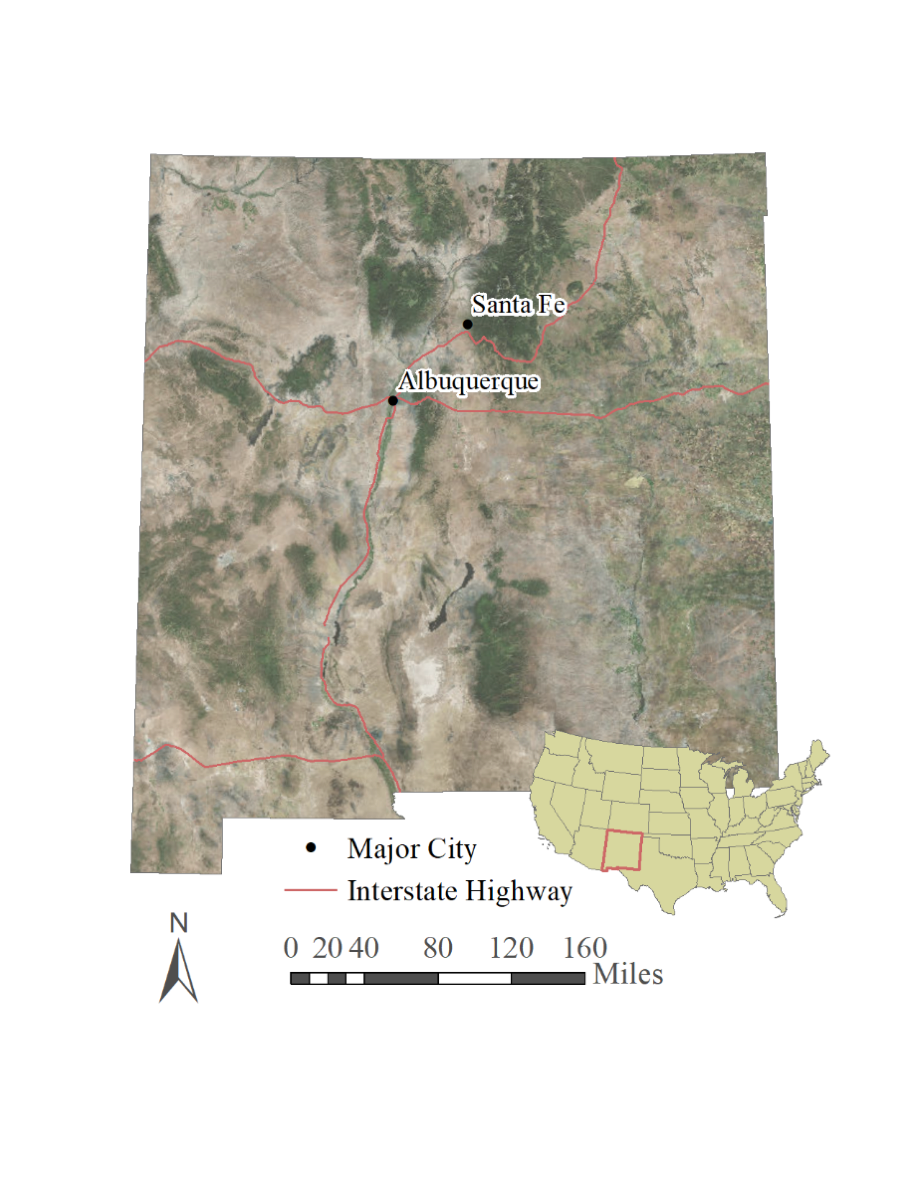 Santa Fe
Albuquerque
Major City
Interstate Highway
N
0 20 40 80 120 160
Miles